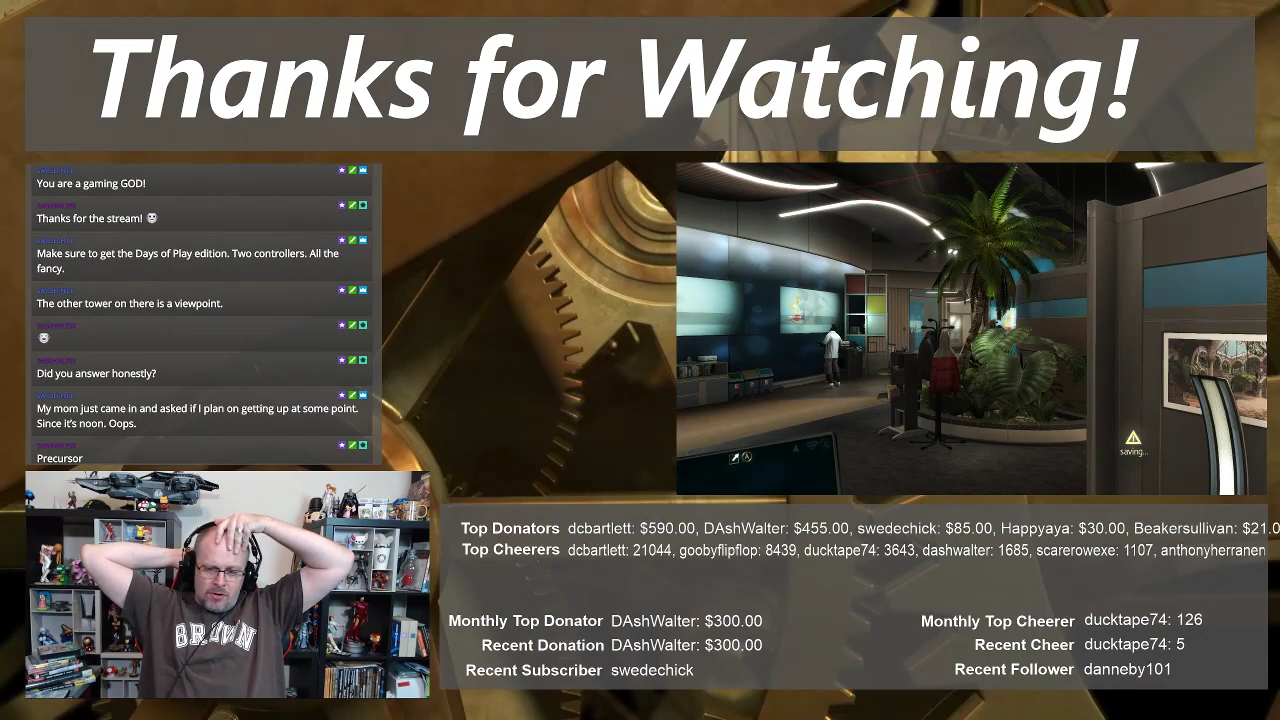 Thanks for Watching!
You are a gaming GOD!
Thanks for the stream!
Make sure to get the Days of Play edition. Two controllers. All the
fancy.
The other tower on there is a viewpoint.
Did you answer honestly?
My mom just came in and asked if I plan on getting up at some point.
Since it's noon. Oops.
Precursor
saving...
Top Donators dcbartlett: $590.00, DAshWalter: $455.00, swedechick: $85.00, Happyaya: $30.00, Beakersullivan: $21.0
Top Cheerers dcbartlett: 21044, goobyflipflop: 8439, ducktape74: 3643, dashwalter: 1685, scarerowexe: 1107, anthonyherranen
Monthly Top Donator DAshWalter: $300.00
Recent Donation DAshWalter: $300.00
Recent Subscriber swedechick
Monthly Top Cheerer ducktape74: 126
Recent Cheer ducktape74: 5
Recent Follower danneby101